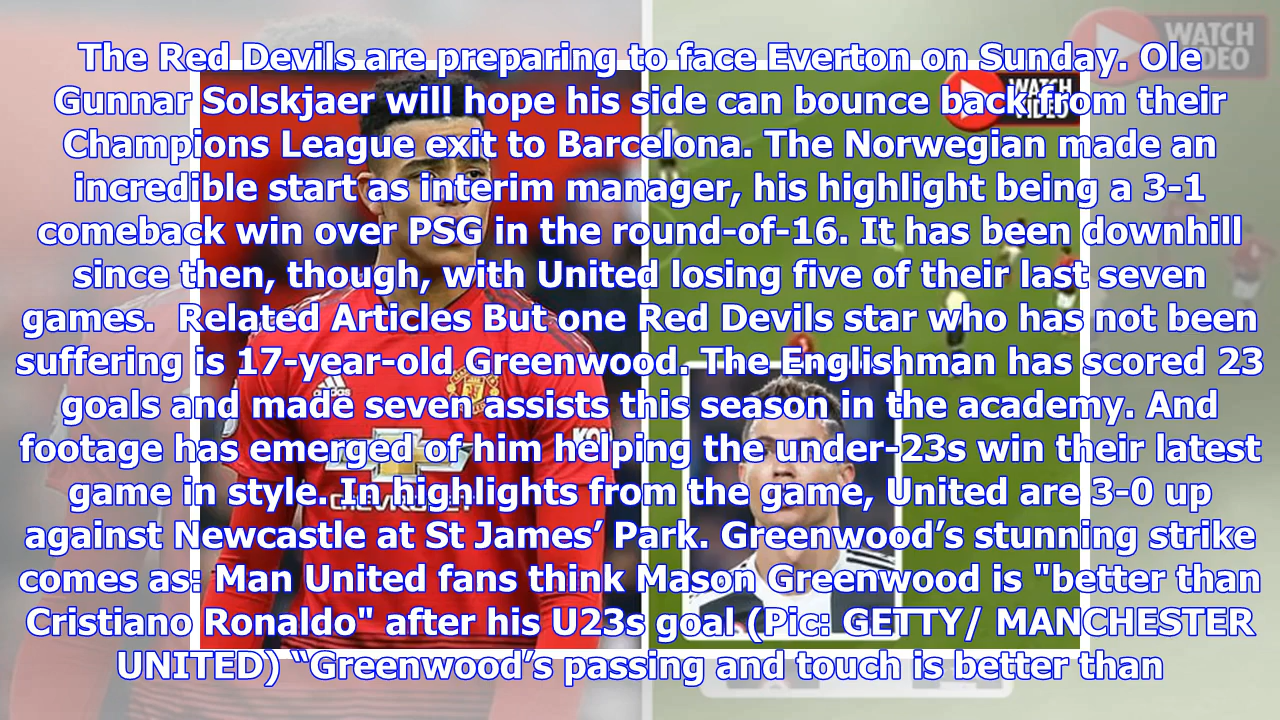 The Red Devils are preparing to face Everton on Sunday. Ole
Gunnar Solskjaer will hope his side can bounce back from their
Champions League exit to Barcelona. The Norwegian made an
incredible start as interim manager, his highlight being a 3-1
comeback win over PSG in the round-of-16. It has been downhill
since then, though, with United losing five of their last seven
games.  Related Articles But one Red Devils star who has not been
suffering is 17-year-old Greenwood. The Englishman has scored 23
goals and made seven assists this season in the academy. And
footage has emerged of him helping the under-23s win their latest
game in style. In highlights from the game, United are 3-0 up
against Newcastle at St James’ Park. Greenwood’s stunning strike
comes as: Man United fans think Mason Greenwood is "better than
Cristiano Ronaldo" after his U23s goal (Pic: GETTY/ MANCHESTER
UNITED) “Greenwood’s passing and touch is better than
WATCH
VIDEO
WATCH
VIDEO
adidas
CHEVROLET